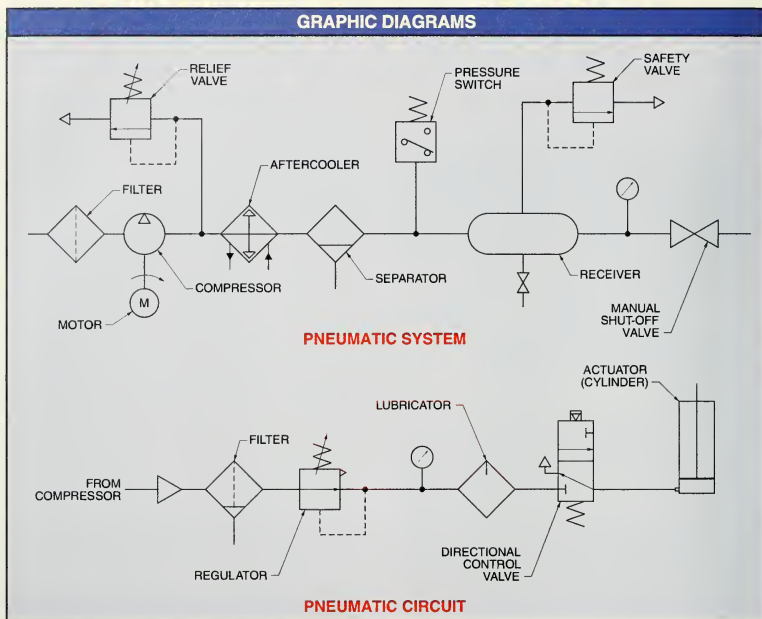 GRAPHIC DIAGRAMS
RELIEF
VALVE
PRESSURE
SWITCH
SAFETY
VALVE
AFTERCOOLER
FILTER
COMPRESSOR
SEPARATOR
RECEIVER
M
MOTOR
MANUAL
SHUT-OFF
VALVE
PNEUMATIC SYSTEM
ACTUATOR
(CYLINDER)
LUBRICATOR
FILTER
FROM
COMPRESSOR
REGULATOR
DIRECTIONAL
CONTROL
VALVE
PNEUMATIC CIRCUIT